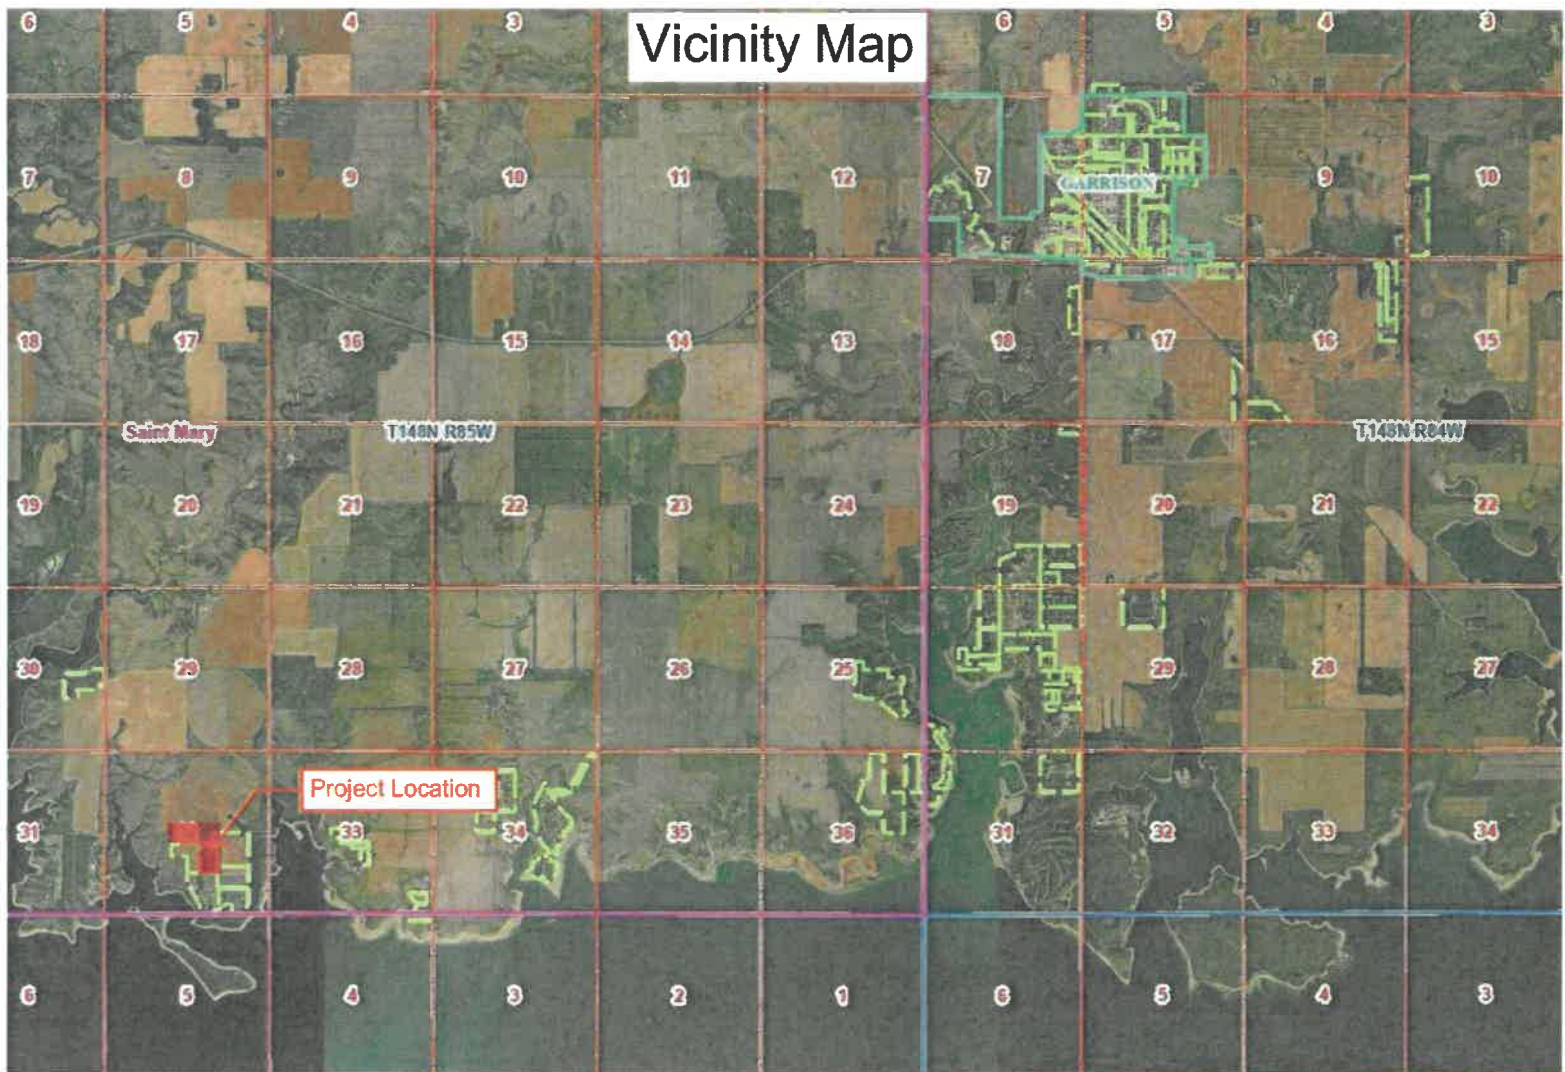 Vicinity Map
6 5 4 3 6 5 4 3
7 8 9 10 11 12 7 GARRISON 9 10
18 17 16 15 14 13 18 17 16 15
Saint Mary T148N R85W T148N R84W
19 20 21 22 23 24 19 20 21 22
30 29 28 27 26 25 29 28 27
Project Location
31 33 34 35 36 31 32 33 34
6 5 4 3 2 1 6 5 4 3